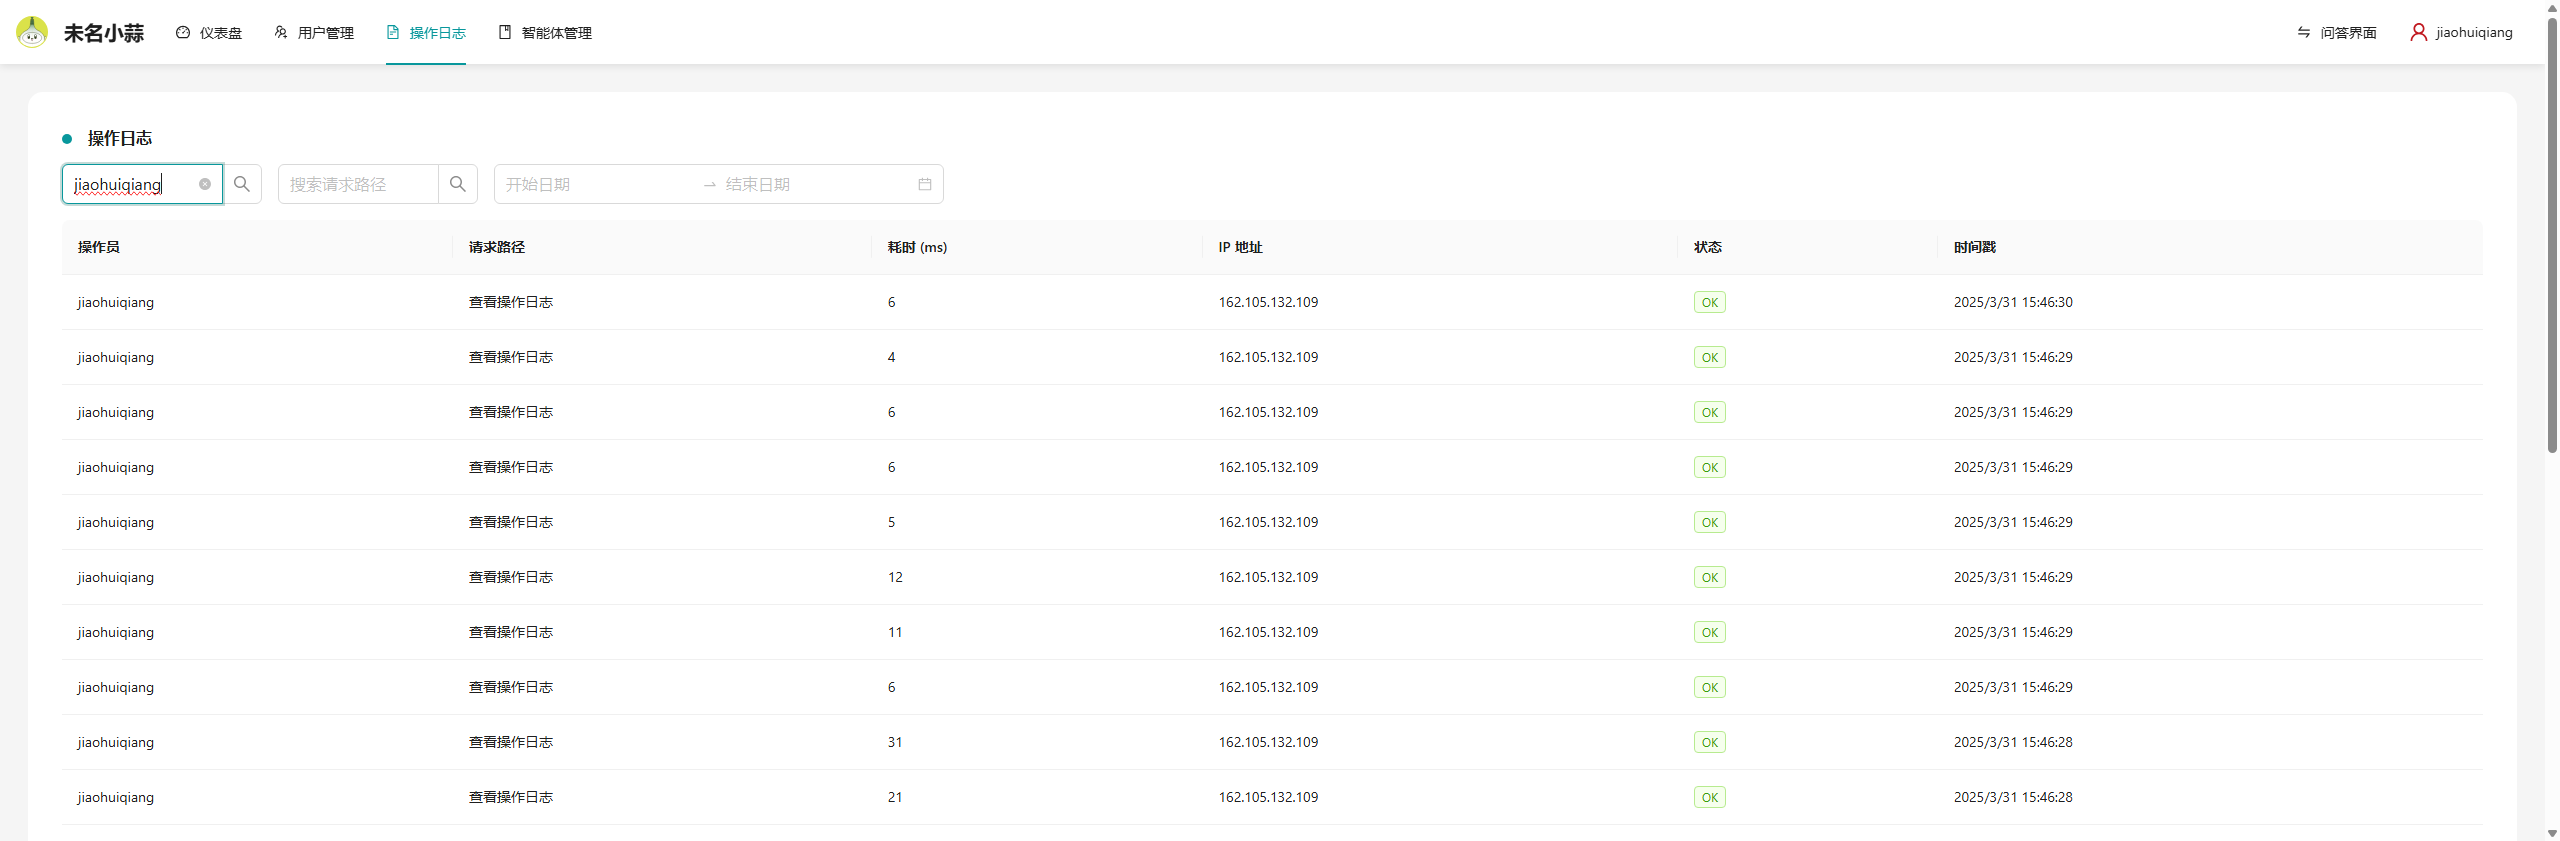 未名小蒜 仪表盘 用户管理 操作日志 智能体管理 问答界面 jiaohuiqiang
操作日志
jiaohuiqiang 搜索请求路径 开始日期 → 结束日期
操作员 请求路径 耗时 (ms) IP 地址 状态 时间戳
jiaohuiqiang 查看操作日志 6 162.105.132.109 OK 2025/3/31 15:46:30
jiaohuiqiang 查看操作日志 4 162.105.132.109 OK 2025/3/31 15:46:29
jiaohuiqiang 查看操作日志 6 162.105.132.109 OK 2025/3/31 15:46:29
jiaohuiqiang 查看操作日志 6 162.105.132.109 OK 2025/3/31 15:46:29
jiaohuiqiang 查看操作日志 5 162.105.132.109 OK 2025/3/31 15:46:29
jiaohuiqiang 查看操作日志 12 162.105.132.109 OK 2025/3/31 15:46:29
jiaohuiqiang 查看操作日志 11 162.105.132.109 OK 2025/3/31 15:46:29
jiaohuiqiang 查看操作日志 6 162.105.132.109 OK 2025/3/31 15:46:29
jiaohuiqiang 查看操作日志 31 162.105.132.109 OK 2025/3/31 15:46:28
jiaohuiqiang 查看操作日志 21 162.105.132.109 OK 2025/3/31 15:46:28